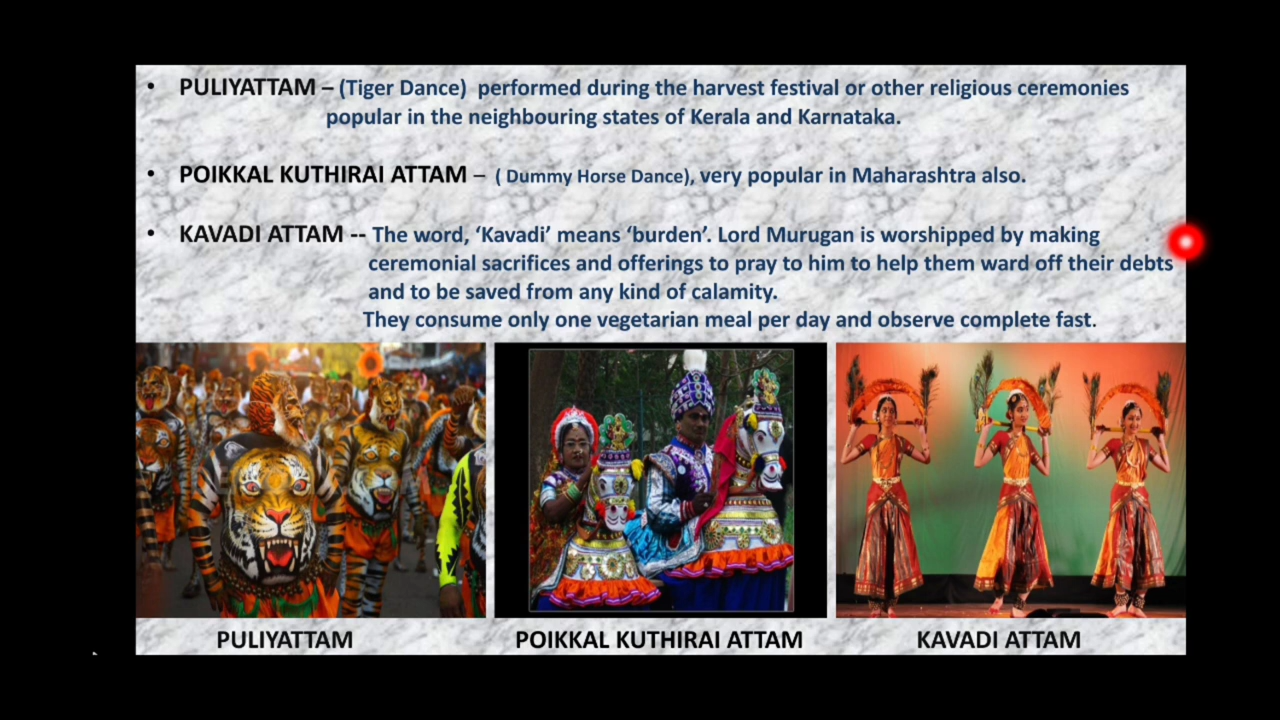 • PULIYATTAM – (Tiger Dance) performed during the harvest festival or other religious ceremonies
popular in the neighbouring states of Kerala and Karnataka.
• POIKKAL KUTHIRAI ATTAM – ( Dummy Horse Dance), very popular in Maharashtra also.
• KAVADI ATTAM -- The word, ‘Kavadi’ means ‘burden’. Lord Murugan is worshipped by making
ceremonial sacrifices and offerings to pray to him to help them ward off their debts
and to be saved from any kind of calamity.
They consume only one vegetarian meal per day and observe complete fast.
PULIYATTAM
POIKKAL KUTHIRAI ATTAM
KAVADI ATTAM